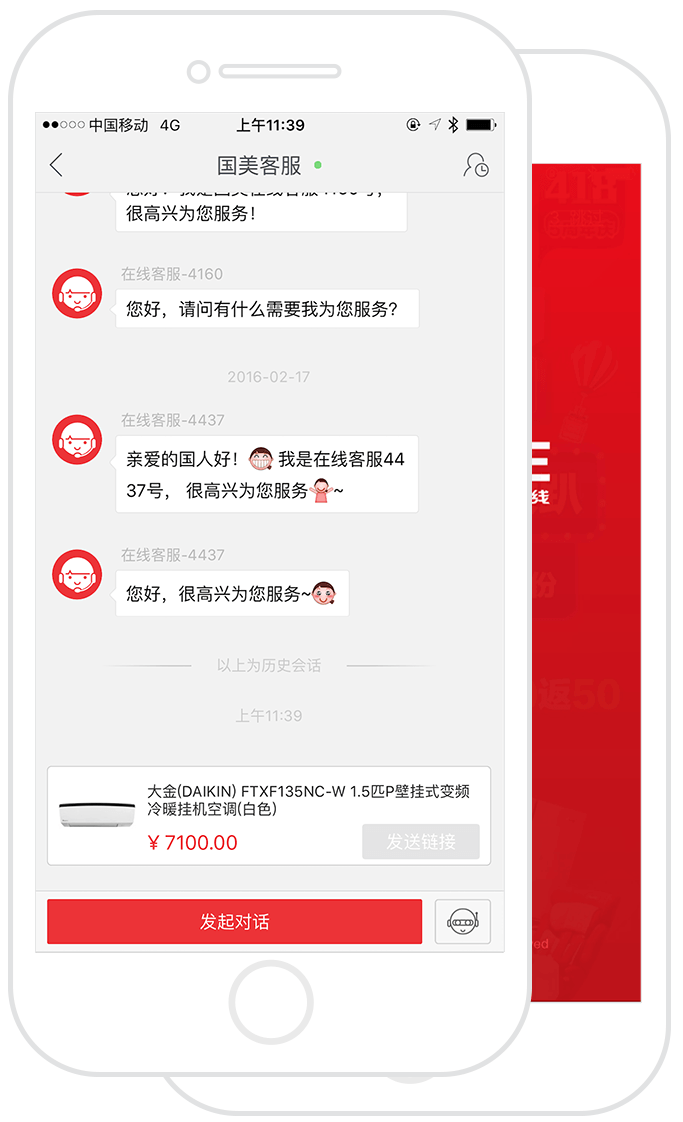 中国移动 4G 上午11:39
国美客服
很高兴为您服务!
在线客服-4160
您好，请问有什么需要我为您服务？
2016-02-17
在线客服-4437
亲爱的国人好！ 我是在线客服44
37号， 很高兴为您服务~
在线客服-4437
您好，很高兴为您服务~
以上为历史会话
上午11:39
大金(DAIKIN) FTXF135NC-W 1.5匹P壁挂式变频
冷暖挂机空调(白色)
¥ 7100.00
发送链接
发起对话
418
线
份
返50